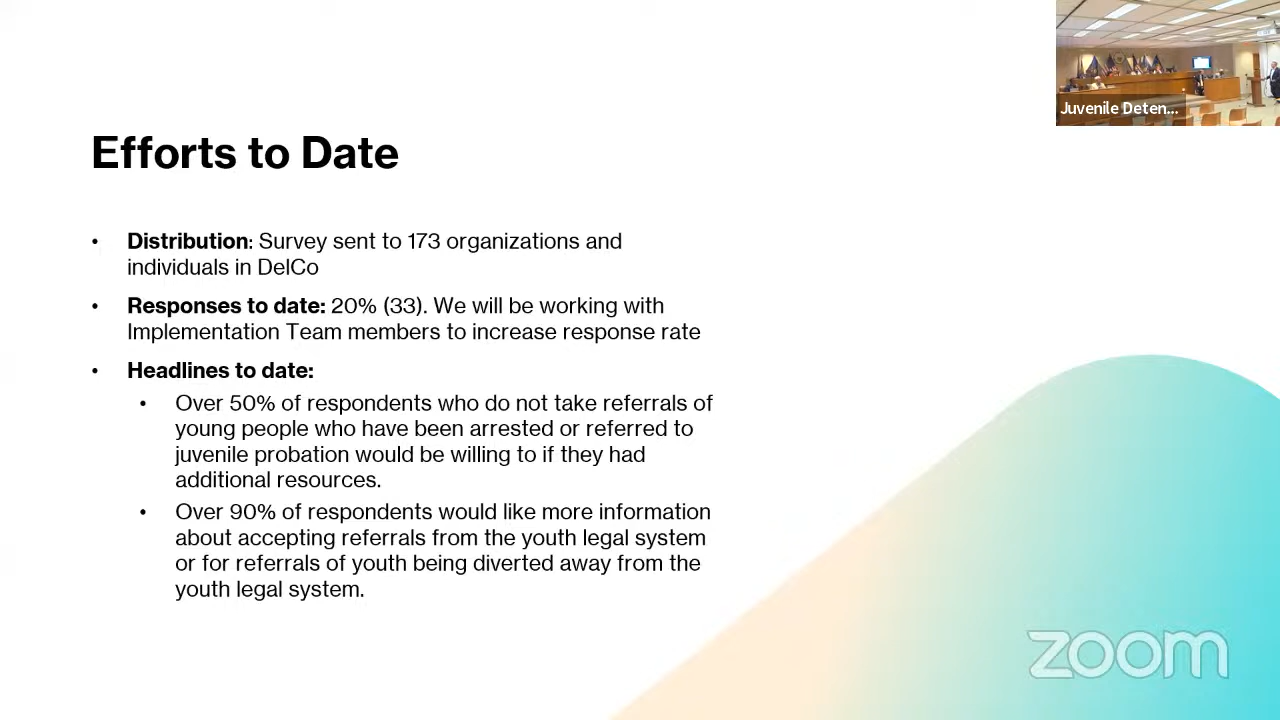 Juvenile Deten...
Efforts to Date
• Distribution: Survey sent to 173 organizations and
individuals in DelCo
• Responses to date: 20% (33). We will be working with
Implementation Team members to increase response rate
• Headlines to date:
• Over 50% of respondents who do not take referrals of
young people who have been arrested or referred to
juvenile probation would be willing to if they had
additional resources.
• Over 90% of respondents would like more information
about accepting referrals from the youth legal system
or for referrals of youth being diverted away from the
youth legal system.
zoom